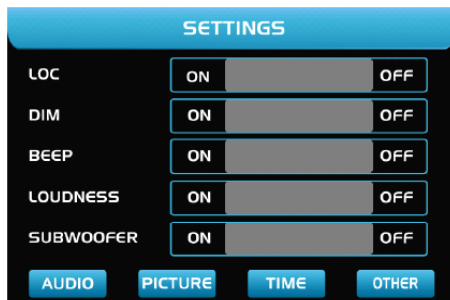 SETTINGS
LOC ON OFF
DIM ON OFF
BEEP ON OFF
LOUDNESS ON OFF
SUBWOOFER ON OFF
AUDIO PICTURE TIME OTHER